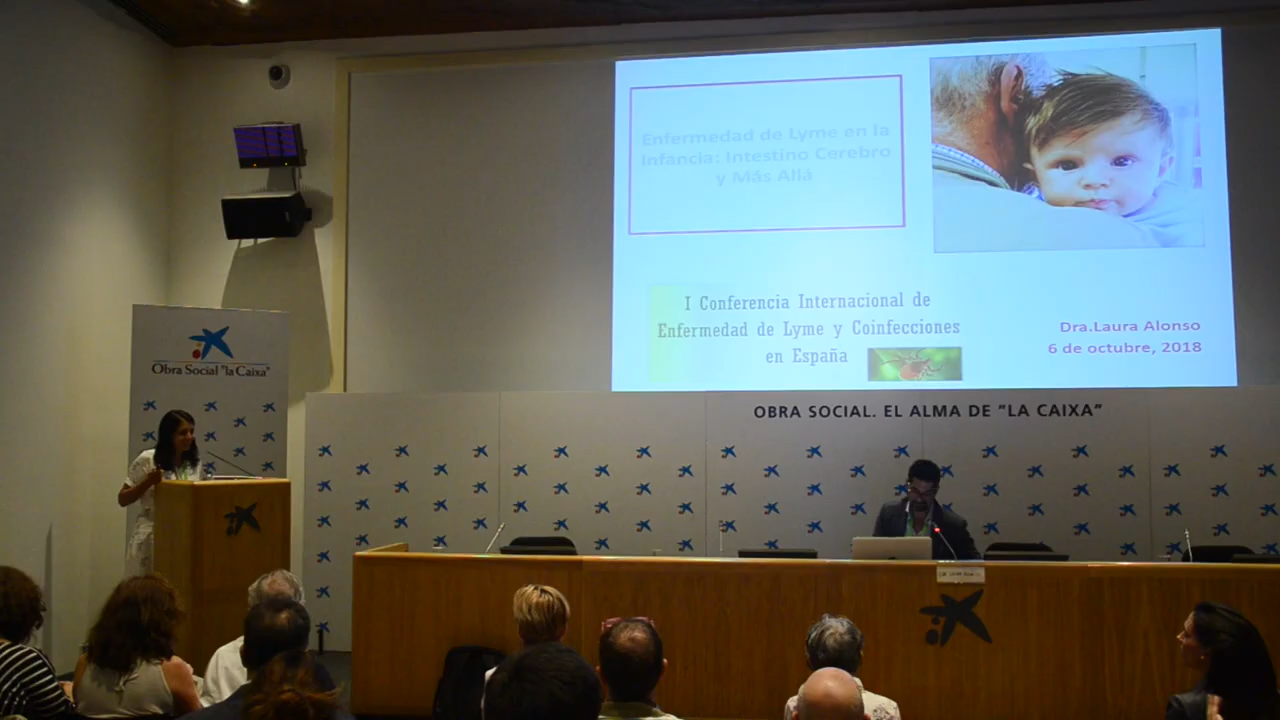 Enfermedad de Lyme en la
Infancia: Intestino Cerebro
y Más Allá
I Conferencia Internacional de
Enfermedad de Lyme y Coinfecciones
en España
Dra.Laura Alonso
6 de octubre, 2018
Obra Social "la Caixa"
OBRA SOCIAL. EL ALMA DE "LA CAIXA"